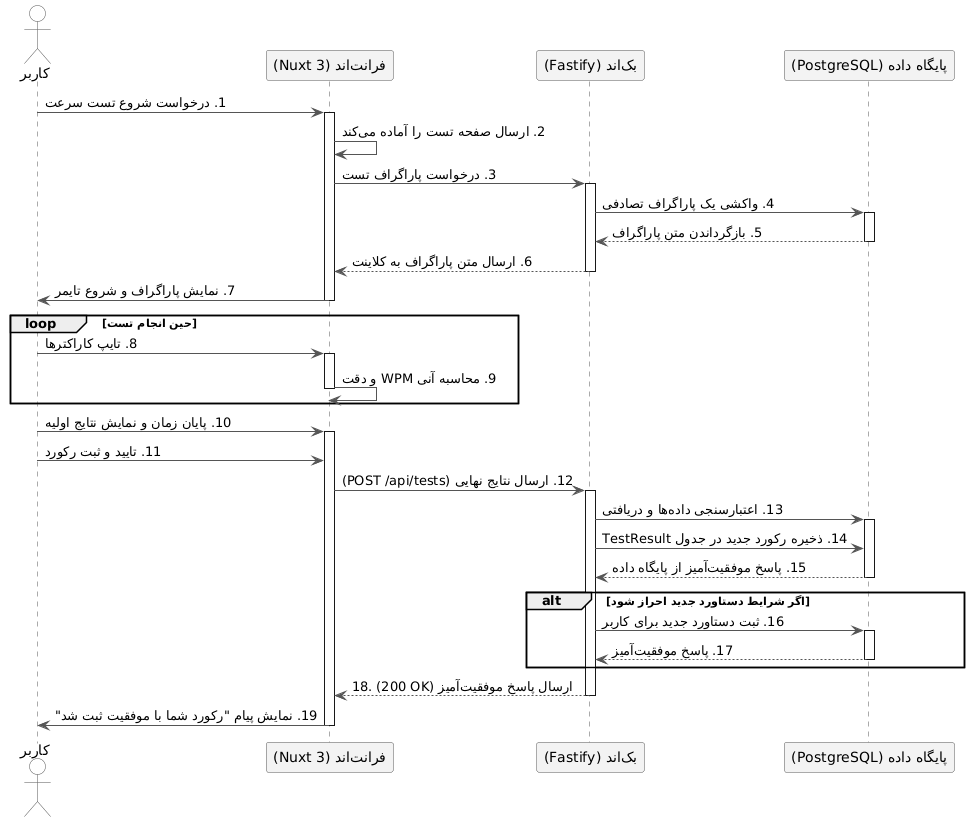 کاربر
فرانت‌اند (Nuxt 3)
بک‌اند (Fastify)
پایگاه داده (PostgreSQL)
1. درخواست شروع تست سرعت
2. ارسال صفحه تست را آماده می‌کند
3. درخواست پاراگراف تست
4. واکشی یک پاراگراف تصادفی
5. بازگرداندن متن پاراگراف
6. ارسال متن پاراگراف به کلاینت
7. نمایش پاراگراف و شروع تایمر
loop [حین انجام تست]
8. تایپ کاراکترها
9. محاسبه آنی WPM و دقت
10. پایان زمان و نمایش نتایج اولیه
11. تایید و ثبت رکورد
12. ارسال نتایج نهایی (POST /api/tests)
13. اعتبارسنجی داده‌ها و دریافتی
14. ذخیره رکورد جدید در جدول TestResult
15. پاسخ موفقیت‌آمیز از پایگاه داده
alt [اگر شرایط دستاورد جدید احراز شود]
16. ثبت دستاورد جدید برای کاربر
17. پاسخ موفقیت‌آمیز
18. ارسال پاسخ موفقیت‌آمیز (200 OK)
19. نمایش پیام "رکورد شما با موفقیت ثبت شد"
کاربر
فرانت‌اند (Nuxt 3)
بک‌اند (Fastify)
پایگاه داده (PostgreSQL)